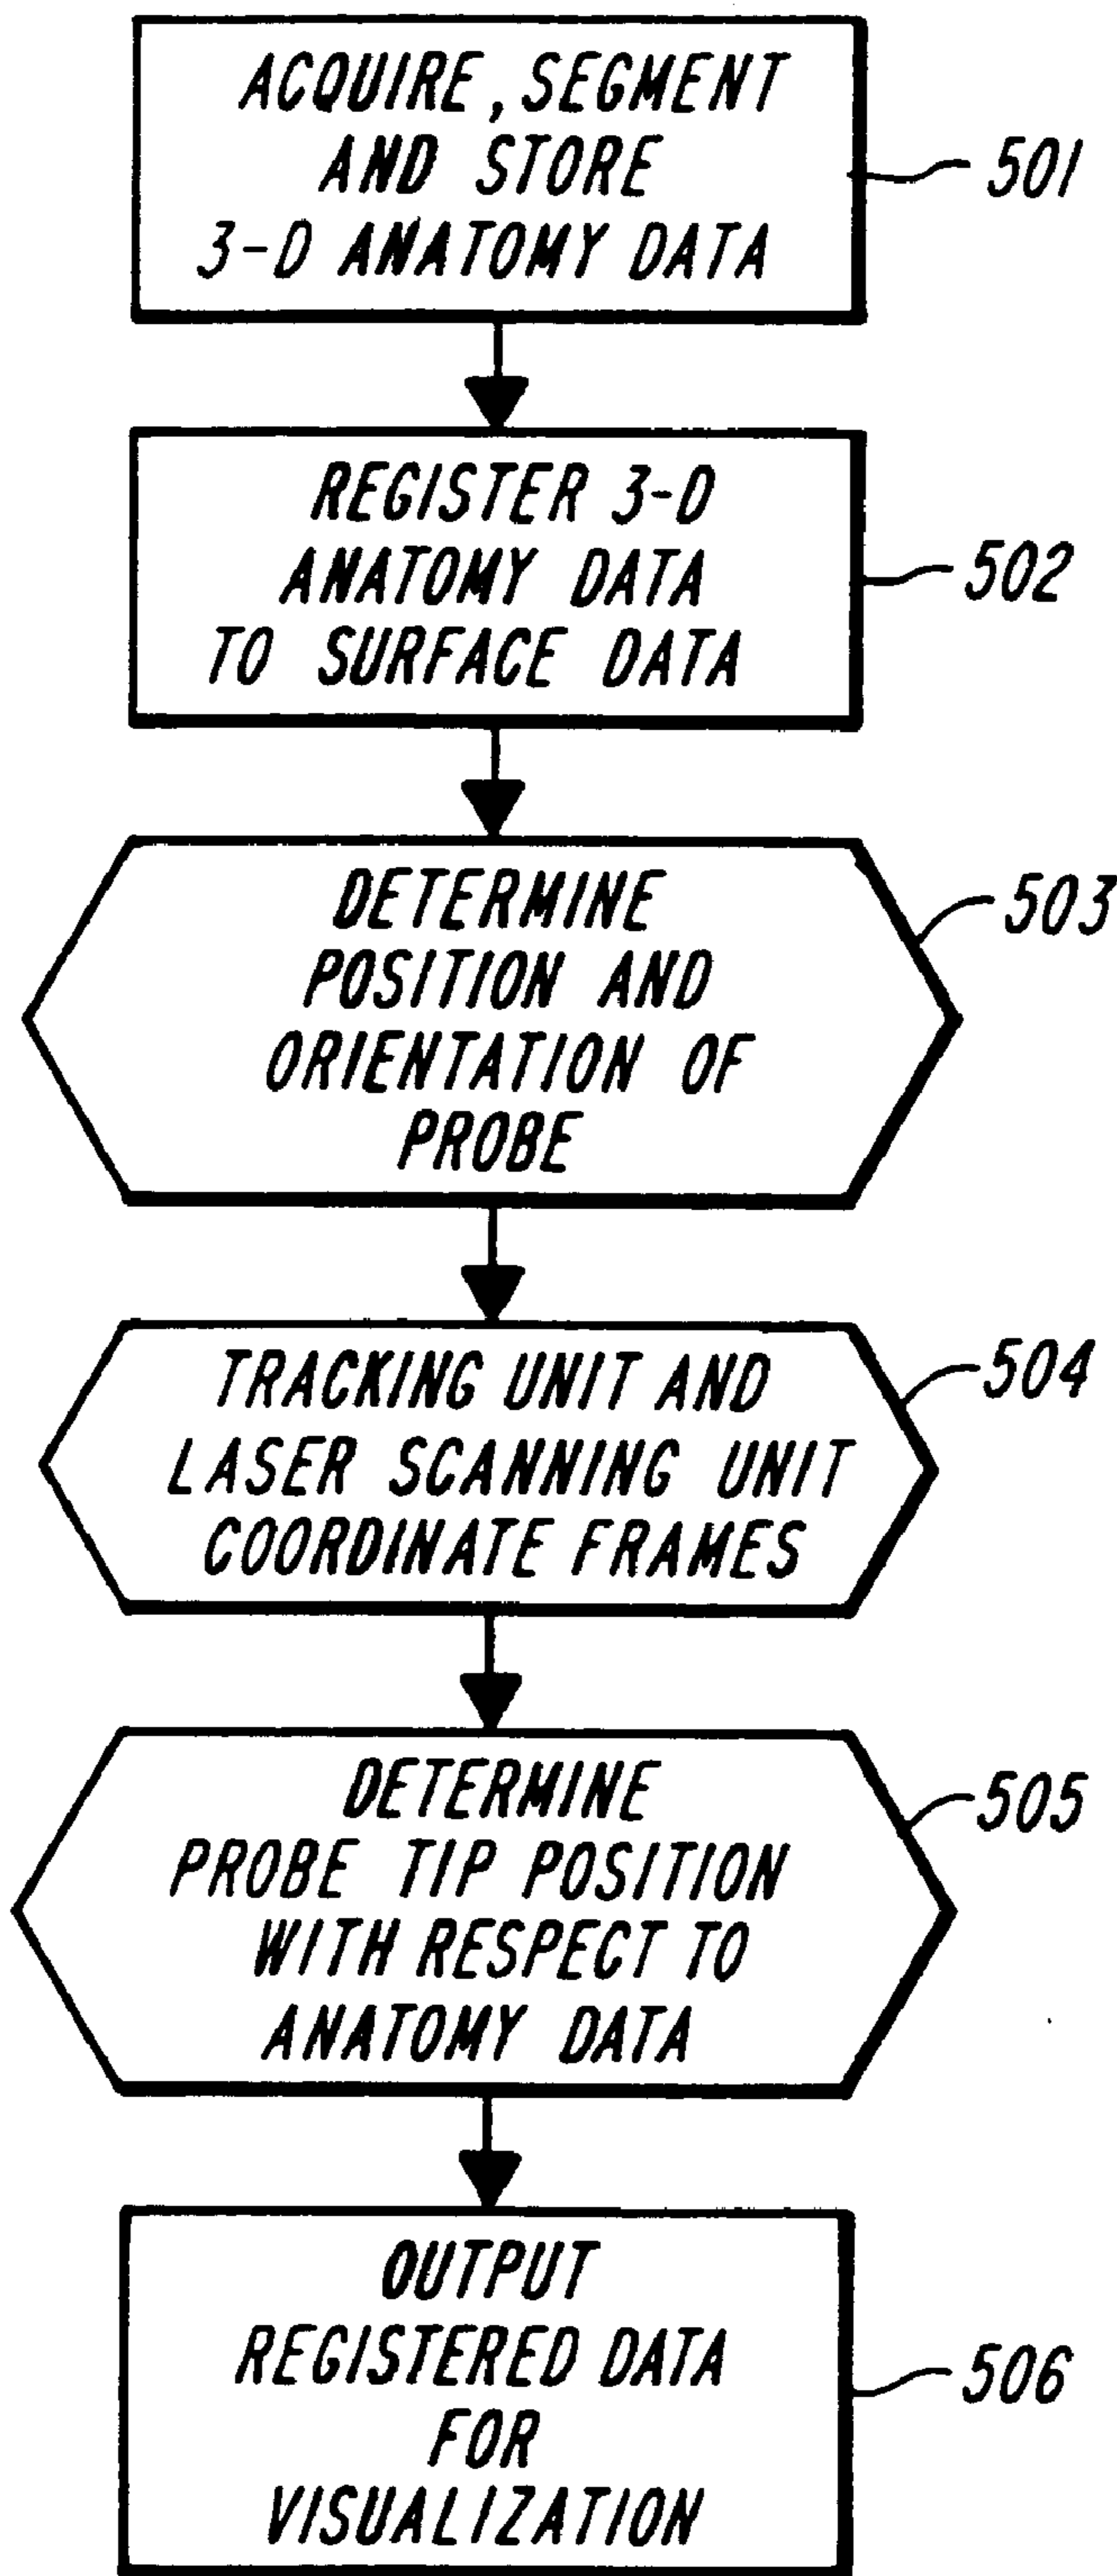 ACQUIRE, SEGMENT
AND STORE
3-D ANATOMY DATA
501
REGISTER 3-D
ANATOMY DATA
TO SURFACE DATA
502
DETERMINE
POSITION AND
ORIENTATION OF
PROBE
503
TRACKING UNIT AND
LASER SCANNING UNIT
COORDINATE FRAMES
504
DETERMINE
PROBE TIP POSITION
WITH RESPECT TO
ANATOMY DATA
505
OUTPUT
REGISTERED DATA
FOR
VISUALIZATION
506